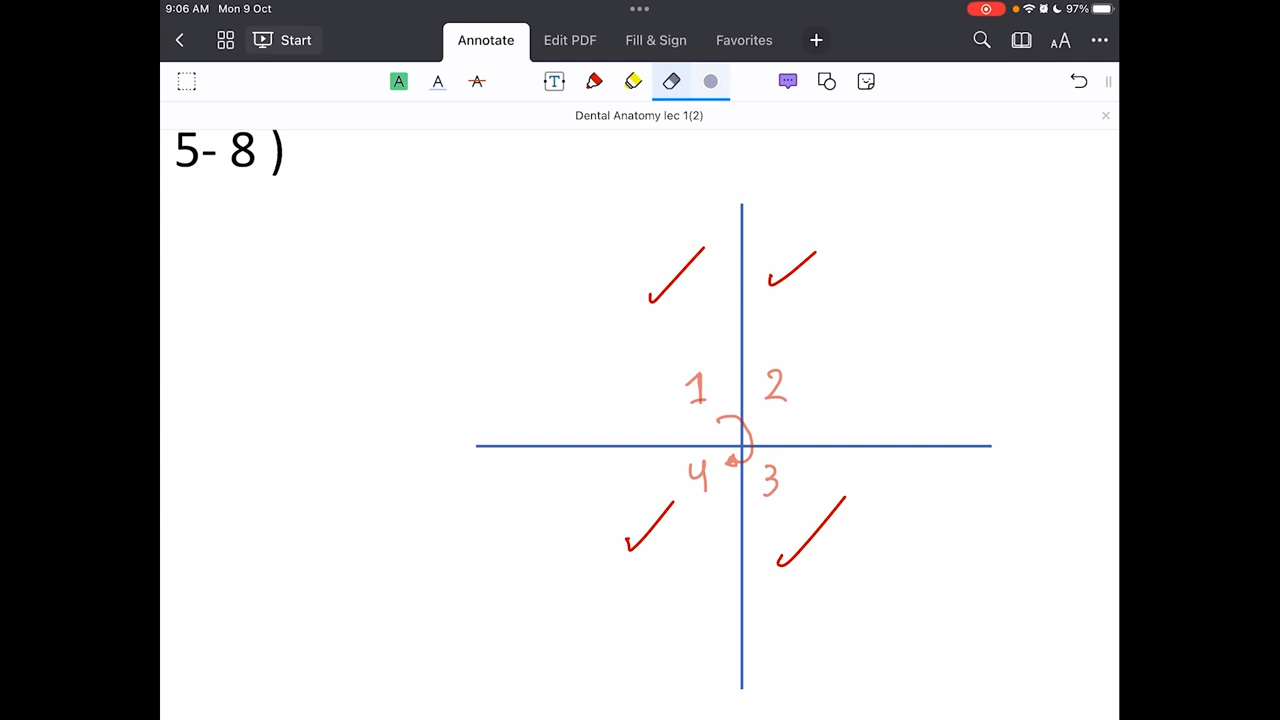 9:06 AM Mon 9 Oct 97%
Start Annotate Edit PDF Fill & Sign Favorites AA
A A A T
Dental Anatomy lec 1(2)
5- 8 )
1 2
4 3